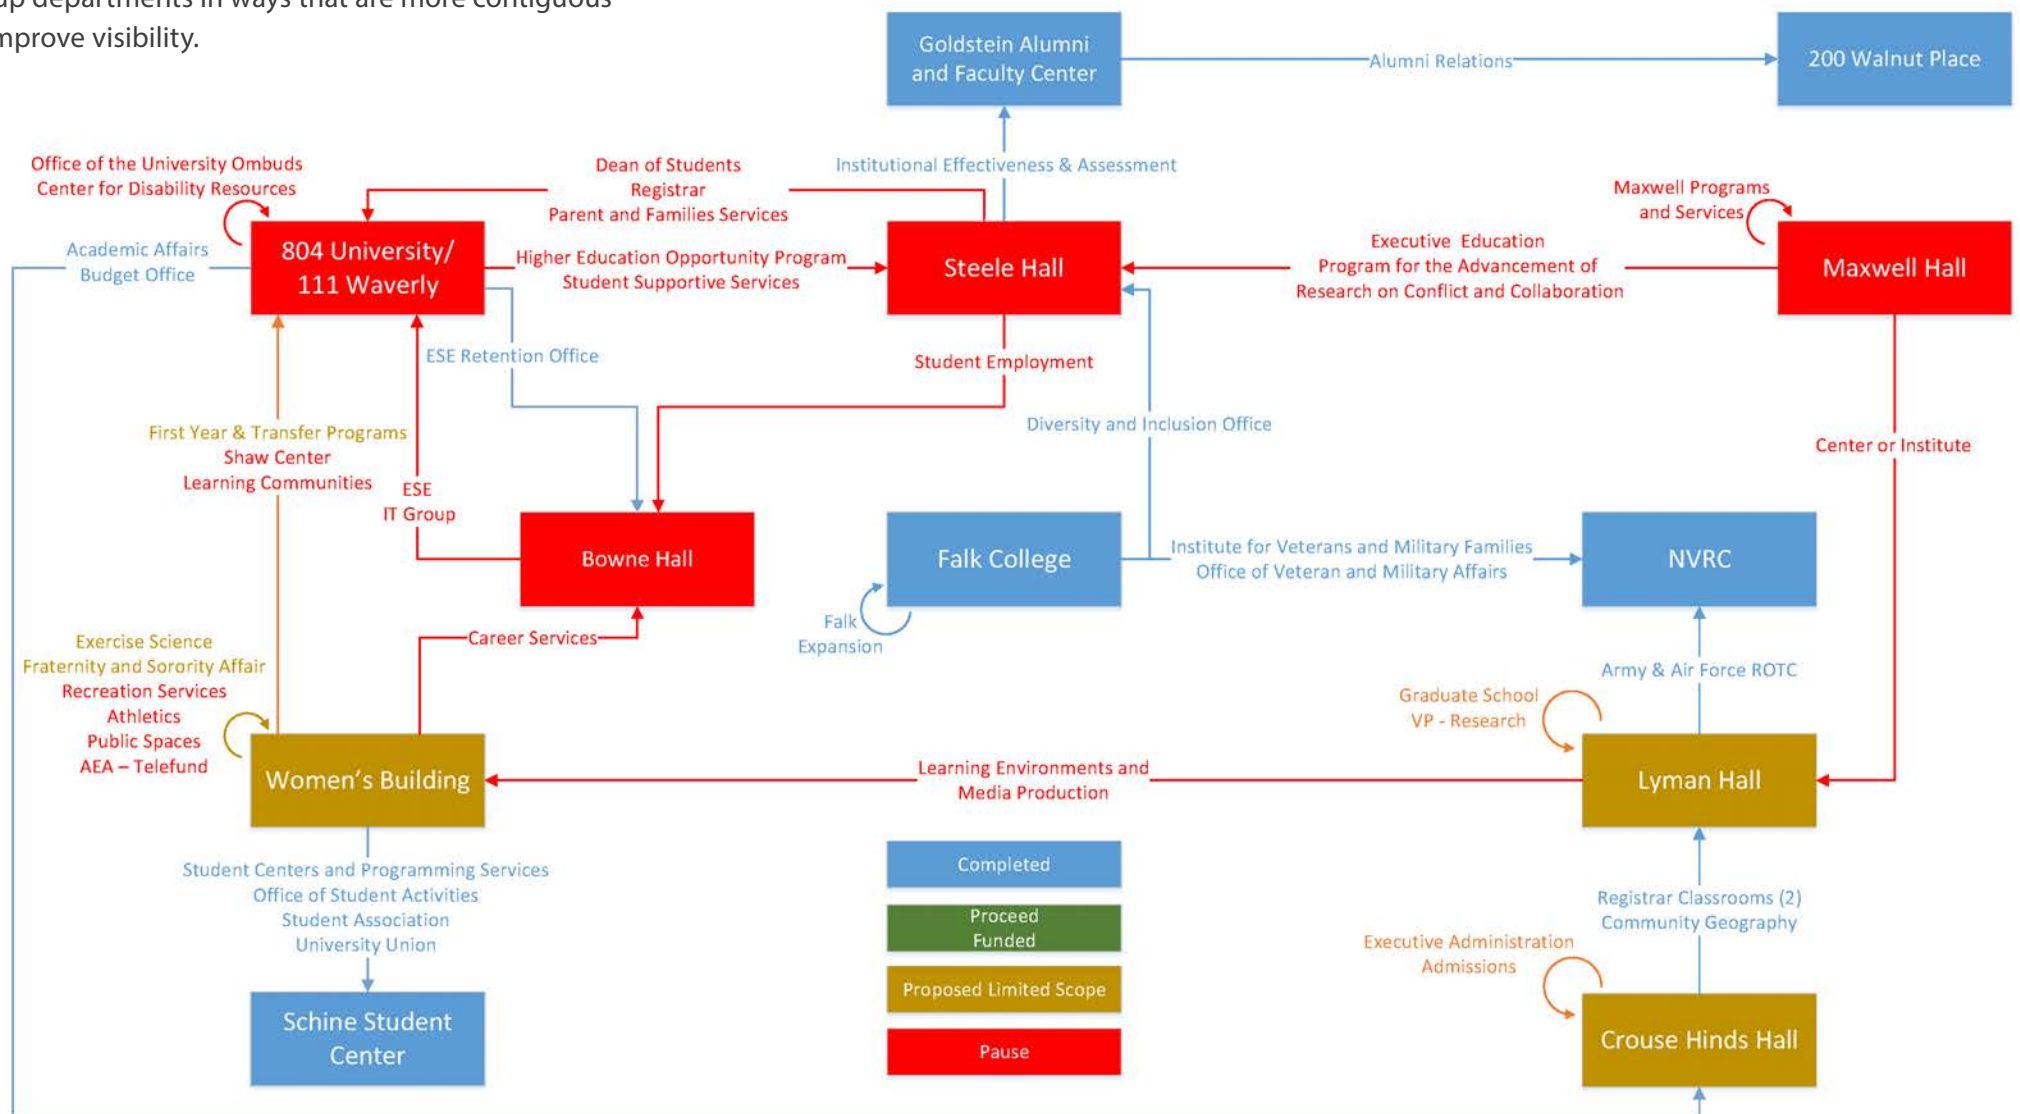 up departments in ways that are more contiguous
mprove visibility.
Goldstein Alumni
and Faculty Center
Alumni Relations
200 Walnut Place
Office of the University Ombuds
Center for Disability Resources
Dean of Students
Registrar
Parent and Families Services
Institutional Effectiveness & Assessment
Maxwell Programs
and Services
Academic Affairs
Budget Office
804 University/
111 Waverly
Higher Education Opportunity Program
Student Supportive Services
Steele Hall
Executive Education
Program for the Advancement of
Research on Conflict and Collaboration
Maxwell Hall
ESE Retention Office
Student Employment
First Year & Transfer Programs
Shaw Center
Learning Communities
ESE
IT Group
Diversity and Inclusion Office
Center or Institute
Bowne Hall
Falk College
Institute for Veterans and Military Families
Office of Veteran and Military Affairs
NVRC
Falk
Expansion
Exercise Science
Fraternity and Sorority Affair
Recreation Services
Athletics
Public Spaces
AEA – Telefund
Career Services
Army & Air Force ROTC
Graduate School
VP - Research
Women's Building
Learning Environments and
Media Production
Lyman Hall
Student Centers and Programming Services
Office of Student Activities
Student Association
University Union
Completed
Proceed
Funded
Proposed Limited Scope
Pause
Registrar Classrooms (2)
Community Geography
Executive Administration
Admissions
Schine Student
Center
Crouse Hinds Hall